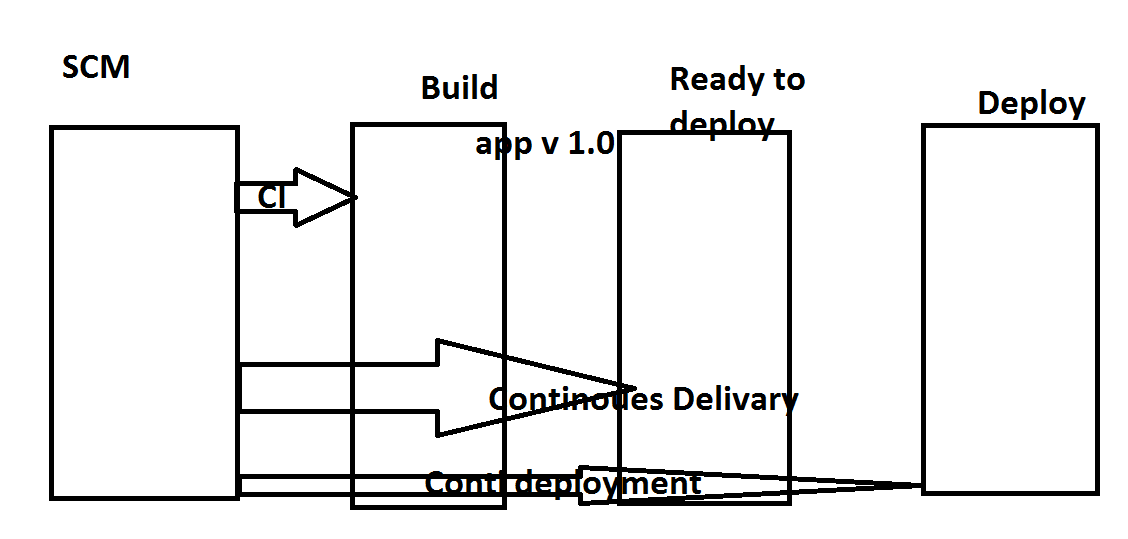 SCM
Build
Ready to
deploy
Deploy
app v 1.0
CI
Continoues Delivary
Conti deployment